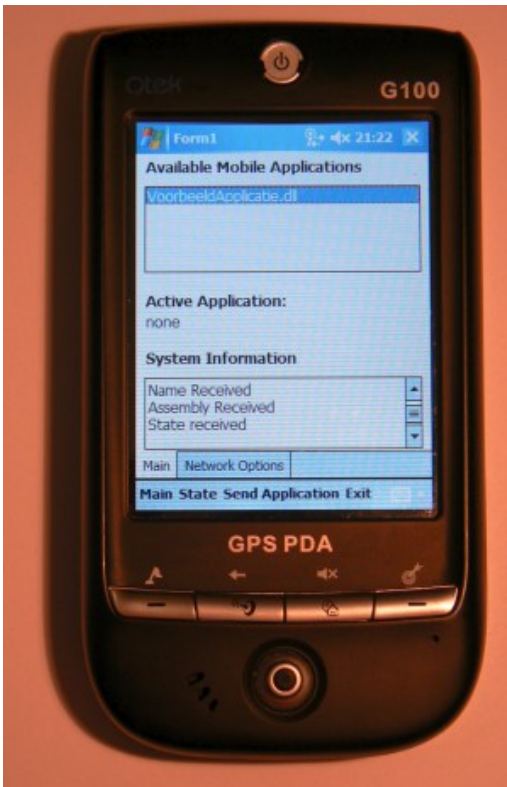 Qtek
G100
Form1 21:22
Available Mobile Applications
VoorbeeldApplicatie.dll
Active Application:
none
System Information
Name Received
Assembly Received
State received
Main Network Options
Main State Send Application Exit
GPS PDA